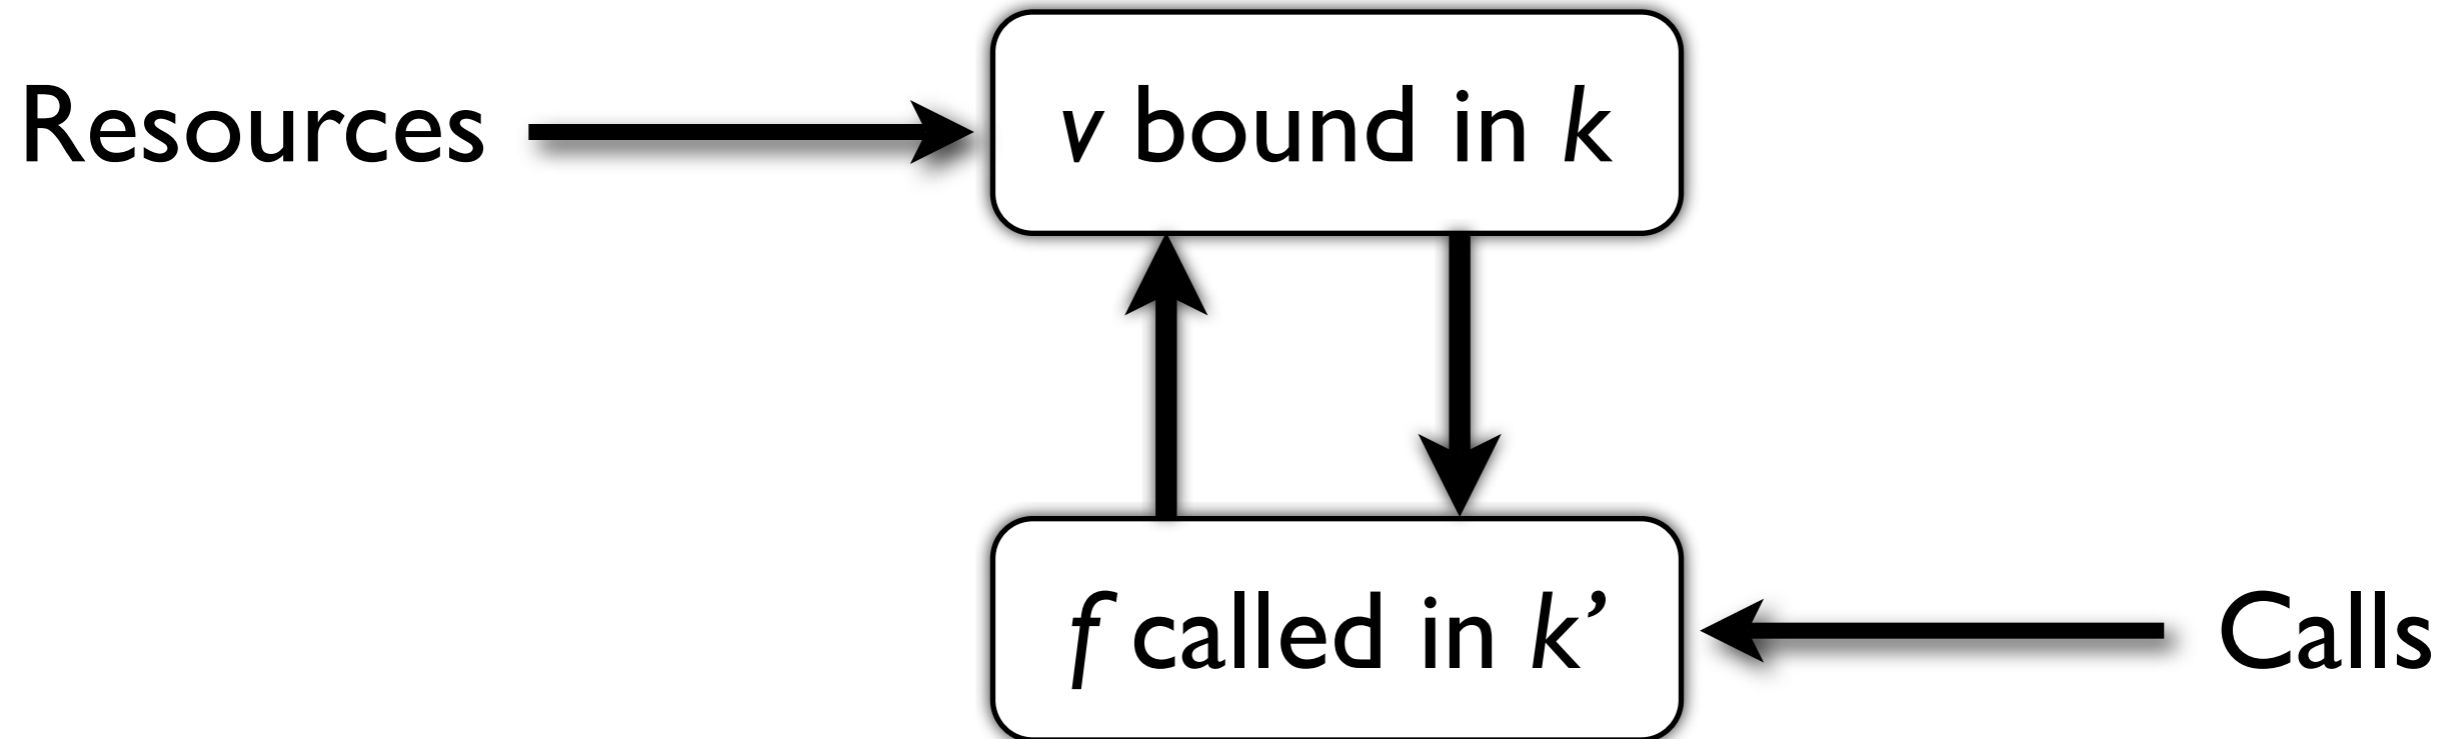 Resources
v bound in k
f called in k’
Calls